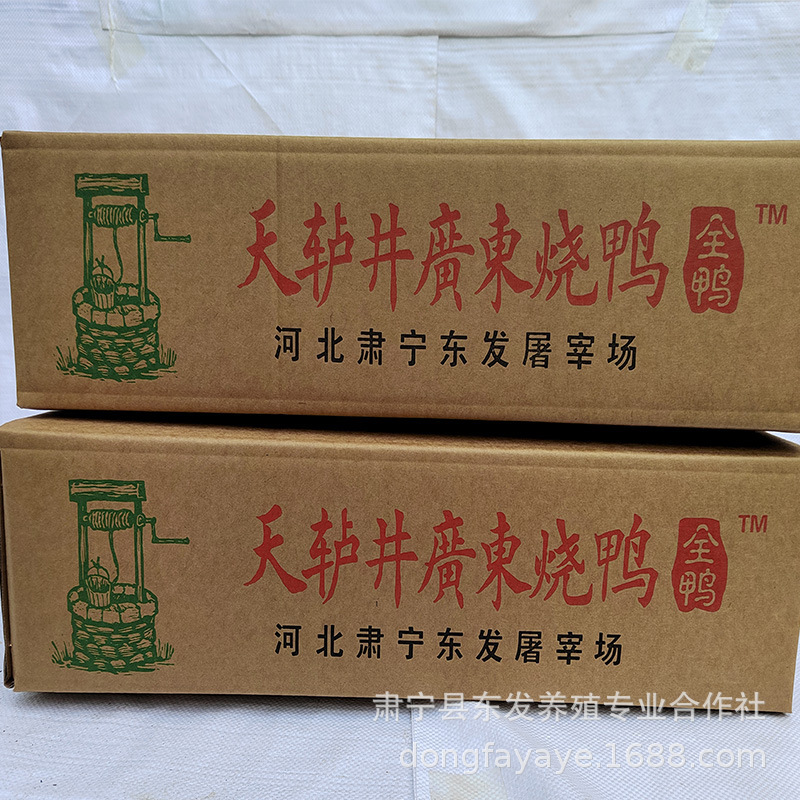 天轳井廣東烧鸭 全鸭 TM
河北肃宁东发屠宰场
天轳井廣東烧鸭 全鸭 TM
河北肃宁东发屠宰场
肃宁县东发养殖专业合作社
dongfayaye.1688.com